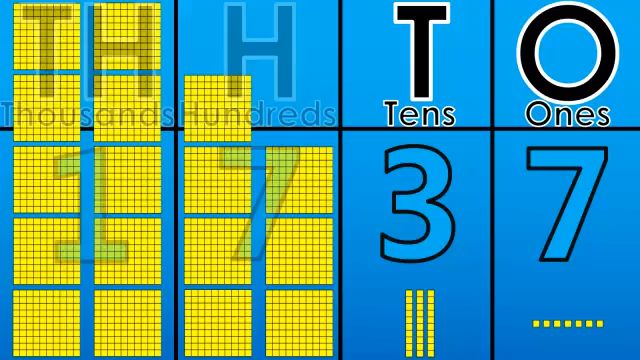 TH H T O
Thousands Hundreds Tens Ones
1 7 3 7